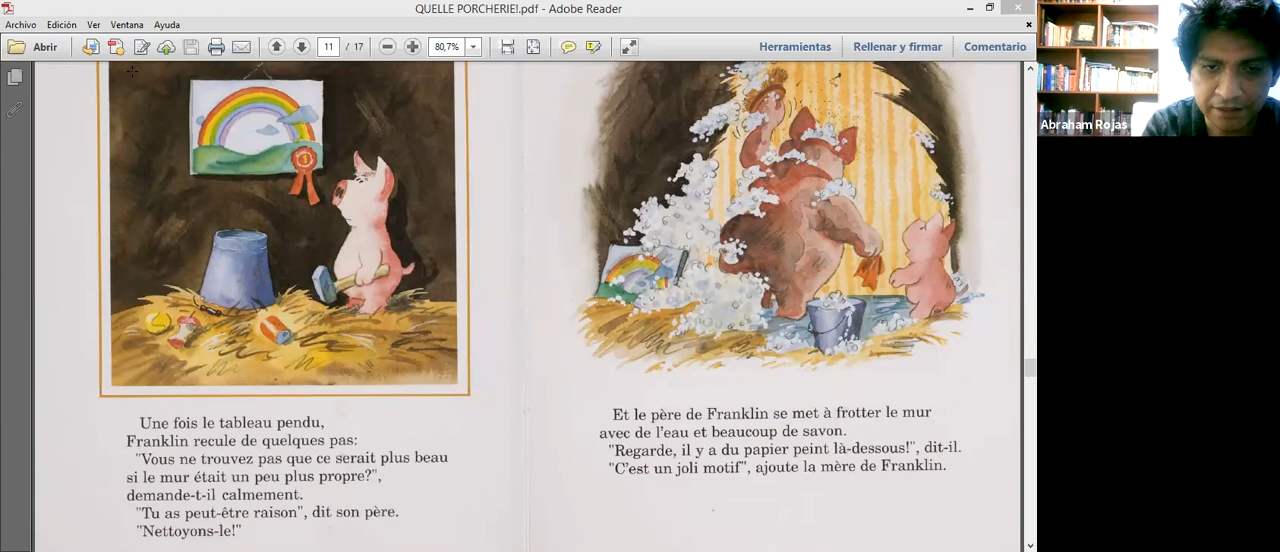 QUELLE PORCHERIE!.pdf - Adobe Reader
Archivo Edición Ver Ventana Ayuda
Abrir
11 / 17
80,7%
Herramientas Rellenar y firmar Comentario
Abraham Rojas
1
Une fois le tableau pendu,
Franklin recule de quelques pas:
"Vous ne trouvez pas que ce serait plus beau
si le mur était un peu plus propre?",
demande-t-il calmement.
"Tu as peut-être raison", dit son père.
"Nettoyons-le!"
Et le père de Franklin se met à frotter le mur
avec de l'eau et beaucoup de savon.
"Regarde, il y a du papier peint là-dessous!", dit-il.
"C'est un joli motif", ajoute la mère de Franklin.